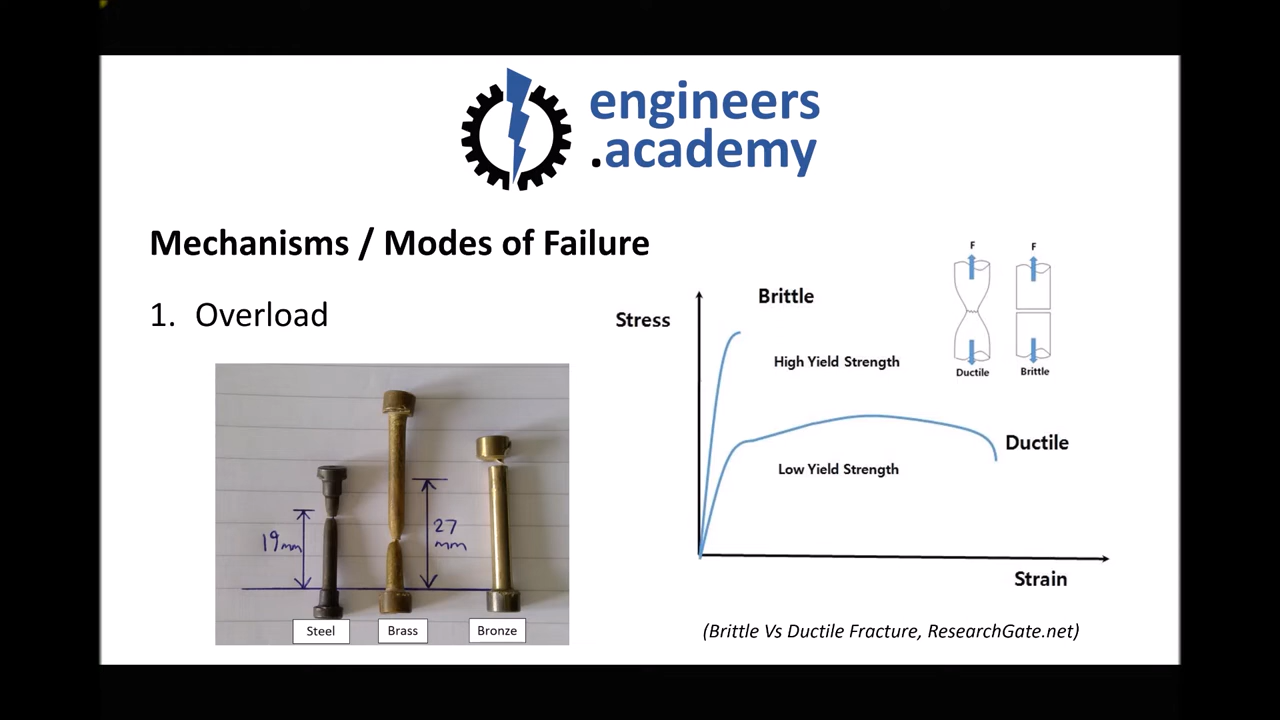 engineers
.academy
Mechanisms / Modes of Failure
1. Overload
19mm
27
mm
Steel
Brass
Bronze
F
F
Ductile
Brittle
Stress
Brittle
High Yield Strength
Ductile
Low Yield Strength
Strain
(Brittle Vs Ductile Fracture, ResearchGate.net)